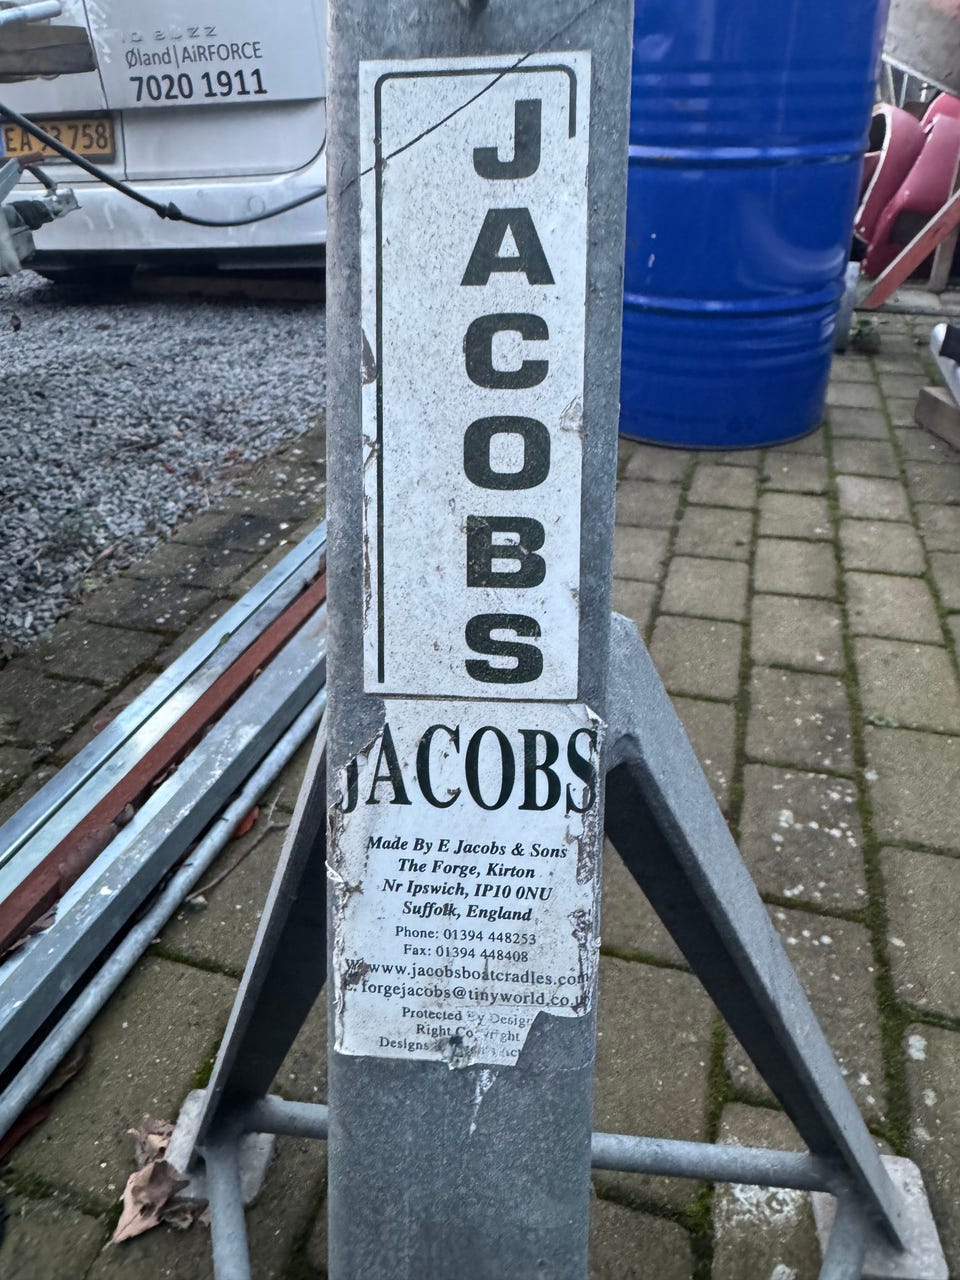 Øland|AiRFORCE
7020 1911
JACOBS
JACOBS
Made By E Jacobs & Sons
The Forge, Kirton
Nr Ipswich, IP10 0NU
Suffolk, England
Phone: 01394 448253
Fax: 01394 448408
www.jacobsboatcradles.com
forgejacobs@tinyworld.co.u
Protected By Design
Right Copyright
Designs